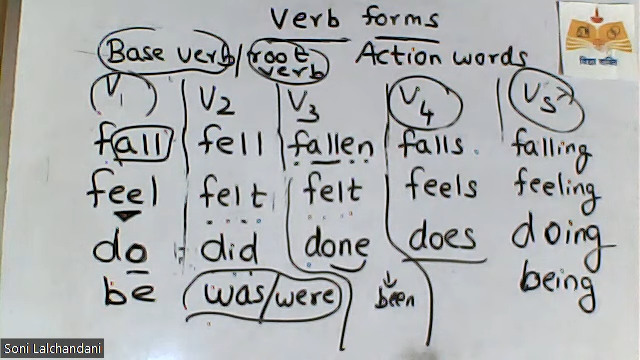 Verb forms
Base verb / root verb Action words
V1 V2 V3 V4 V5
fall fell fallen falls falling
feel felt felt feels feeling
do did done does doing
be was/were been being
विद्या शक्ति
Soni Lalchandani